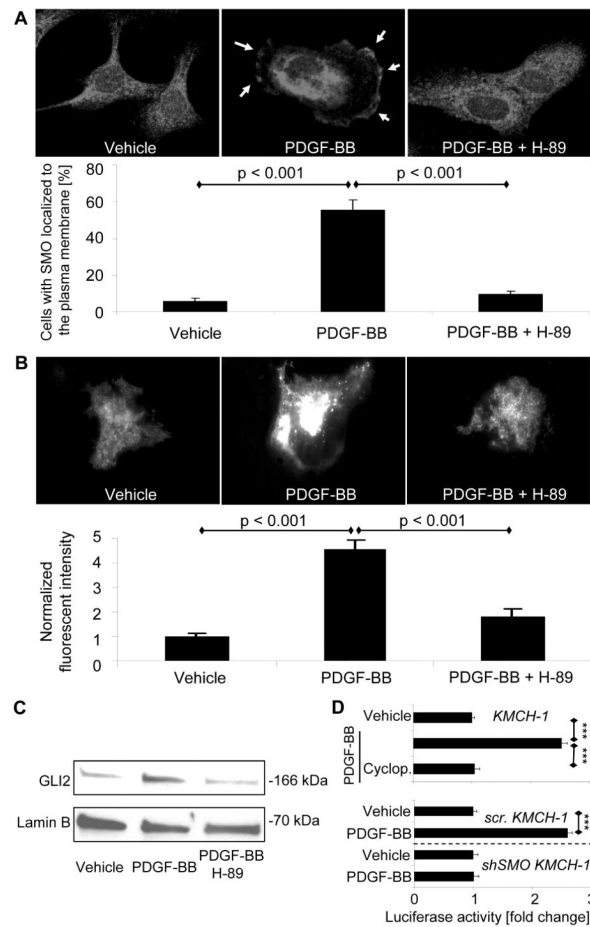 A
Vehicle
PDGF-BB
PDGF-BB + H-89
Cells with SMO localized to
the plasma membrane [%]
80
60
40
20
0
p < 0.001
p < 0.001
Vehicle
PDGF-BB
PDGF-BB + H-89
B
Vehicle
PDGF-BB
PDGF-BB + H-89
Normalized
fluorescent intensity
5
4
3
2
1
0
p < 0.001
p < 0.001
Vehicle
PDGF-BB
PDGF-BB + H-89
C
GLI2
-166 kDa
Lamin B
-70 kDa
Vehicle
PDGF-BB
PDGF-BB
H-89
D
PDGF-BB
Vehicle
KMCH-1
***
***
Cyclop.
Vehicle
scr. KMCH-1
PDGF-BB
***
Vehicle
shSMO KMCH-1
PDGF-BB
0 1 2 3
Luciferase activity [fold change]